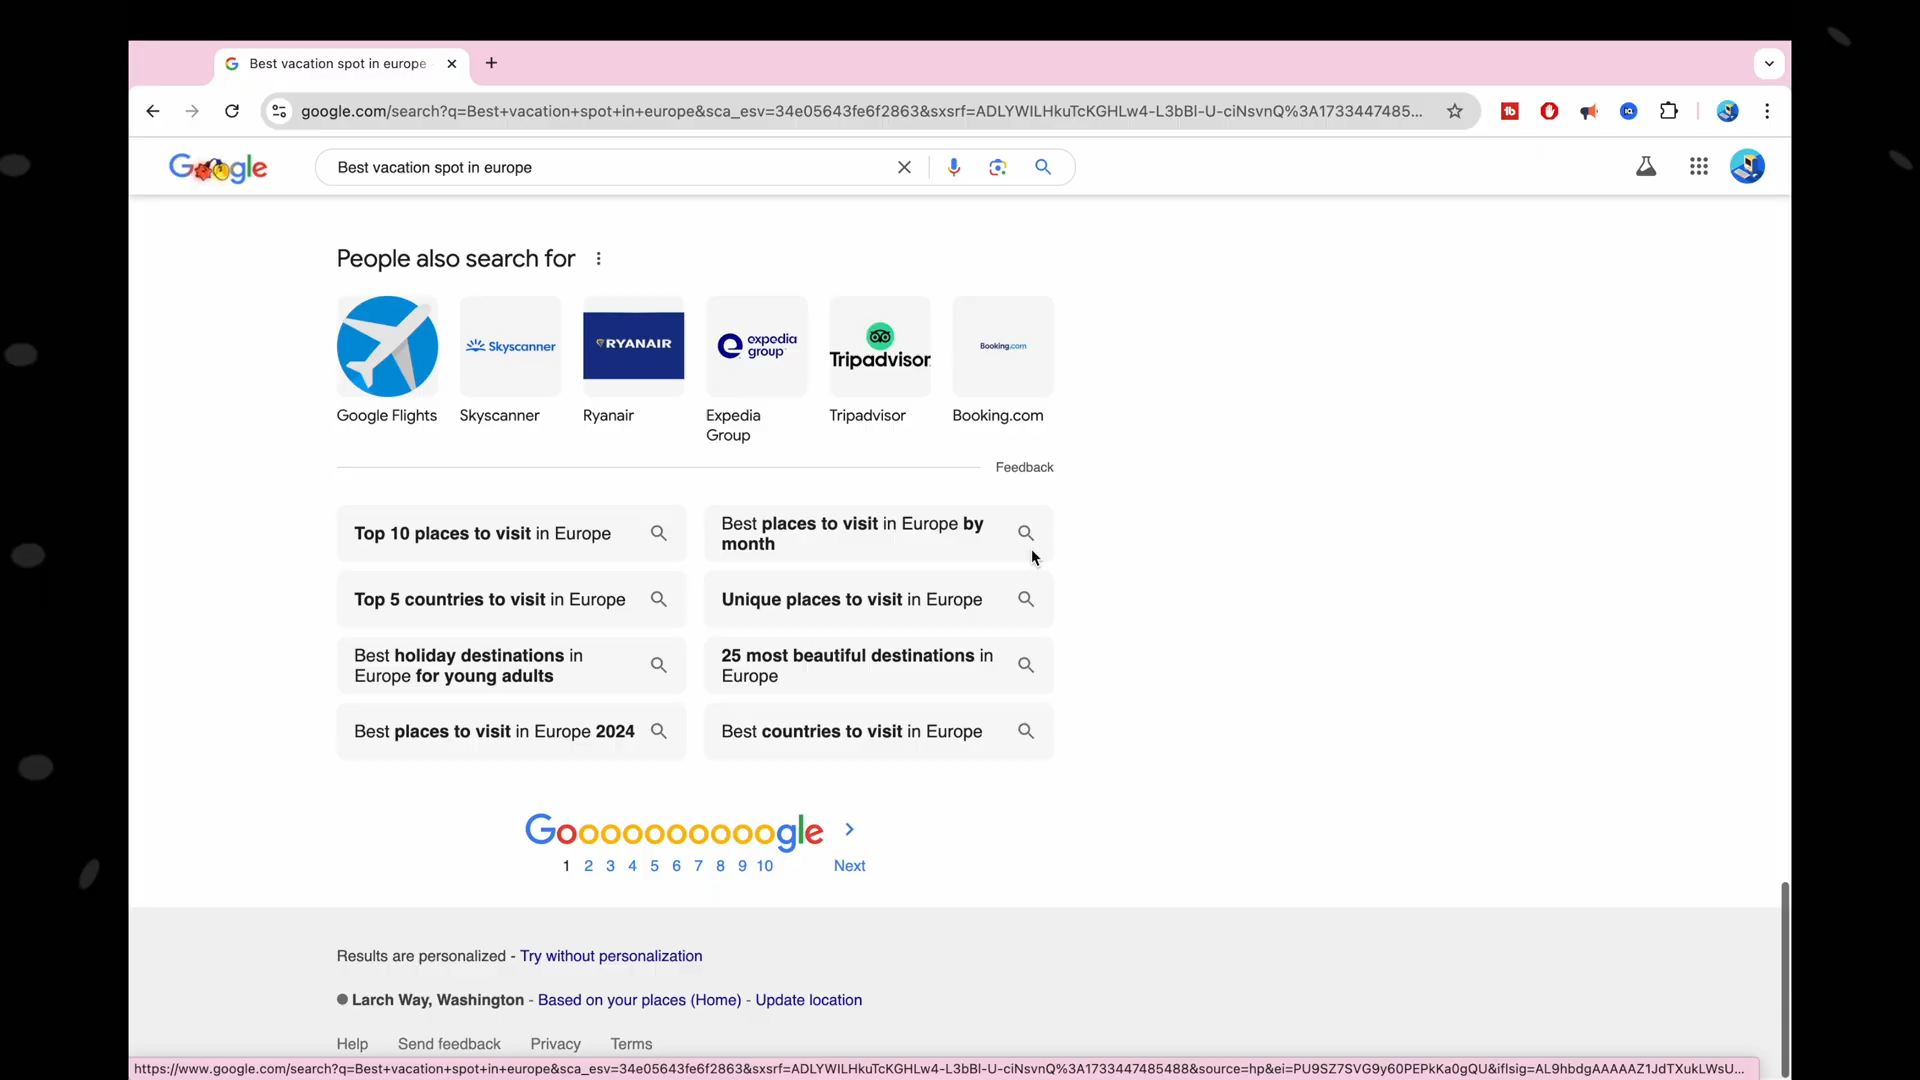 Best vacation spot in europe
google.com/search?q=Best+vacation+spot+in+europe&sca_esv=34e05643fe6f2863&sxsrf=ADLYWILHkuTcKGHLw4-L3bBl-U-ciNsvnQ%3A1733447485...
Google
Best vacation spot in europe
People also search for
Skyscanner
RYANAIR
expedia group
Tripadvisor
Booking.com
Google Flights
Skyscanner
Ryanair
Expedia Group
Tripadvisor
Booking.com
Feedback
Top 10 places to visit in Europe
Best places to visit in Europe by
month
Top 5 countries to visit in Europe
Unique places to visit in Europe
Best holiday destinations in
Europe for young adults
25 most beautiful destinations in
Europe
Best places to visit in Europe 2024
Best countries to visit in Europe
Goooooooooogle
1 2 3 4 5 6 7 8 9 10 Next
Results are personalized - Try without personalization
Larch Way, Washington - Based on your places (Home) - Update location
Help Send feedback Privacy Terms
https://www.google.com/search?q=Best+vacation+spot+in+europe&sca_esv=34e05643fe6f2863&sxsrf=ADLYWILHkuTcKGHLw4-L3bBl-U-ciNsvnQ%3A1733447485488&source=hp&ei=PU9SZ7SVG9y60PEPkKa0gQU&iflsig=AL9hbdgAAAAAZ1JdTXukLWsU...